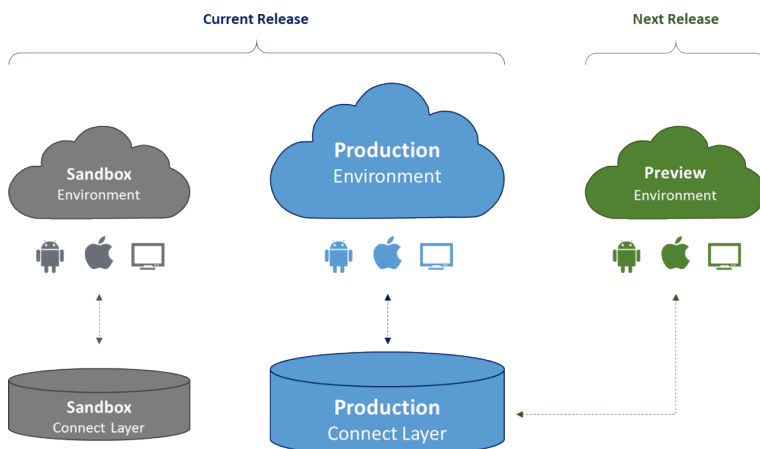 Current Release
Next Release
Sandbox
Environment
Production
Environment
Preview
Environment
Sandbox
Connect Layer
Production
Connect Layer